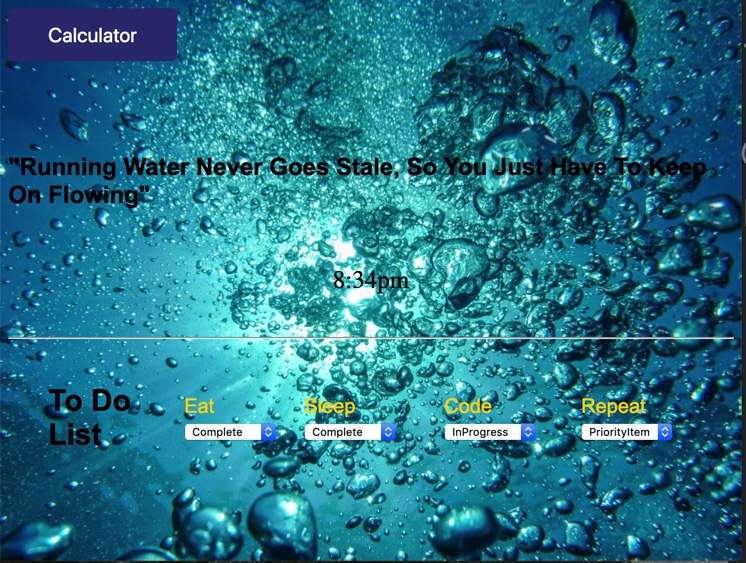 Calculator
"Running Water Never Goes Stale, So You Just Have To Keep
On Flowing"
8:34pm
To Do
List
Eat
Sleep
Code
Repeat
Complete
Complete
InProgress
PriorityItem